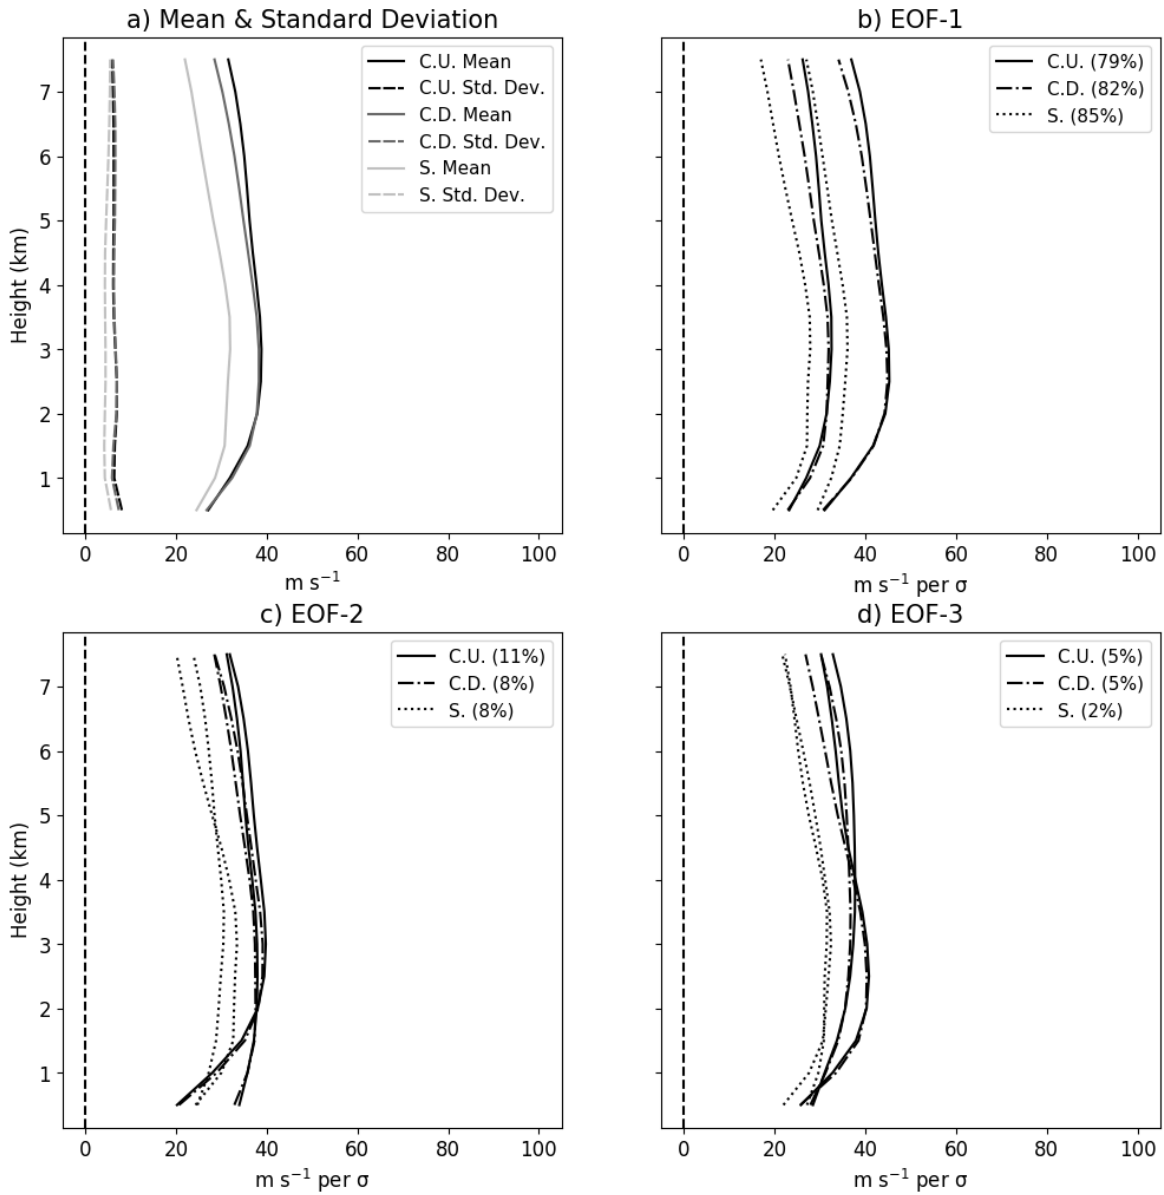 a) Mean & Standard Deviation
C.U. Mean
C.U. Std. Dev.
C.D. Mean
C.D. Std. Dev.
S. Mean
S. Std. Dev.
Height (km)
7
6
5
4
3
2
1
0 20 40 60 80 100
m s⁻¹
b) EOF-1
C.U. (79%)
C.D. (82%)
S. (85%)
0 20 40 60 80 100
m s⁻¹ per σ
c) EOF-2
C.U. (11%)
C.D. (8%)
S. (8%)
Height (km)
7
6
5
4
3
2
1
0 20 40 60 80 100
m s⁻¹ per σ
d) EOF-3
C.U. (5%)
C.D. (5%)
S. (2%)
0 20 40 60 80 100
m s⁻¹ per σ